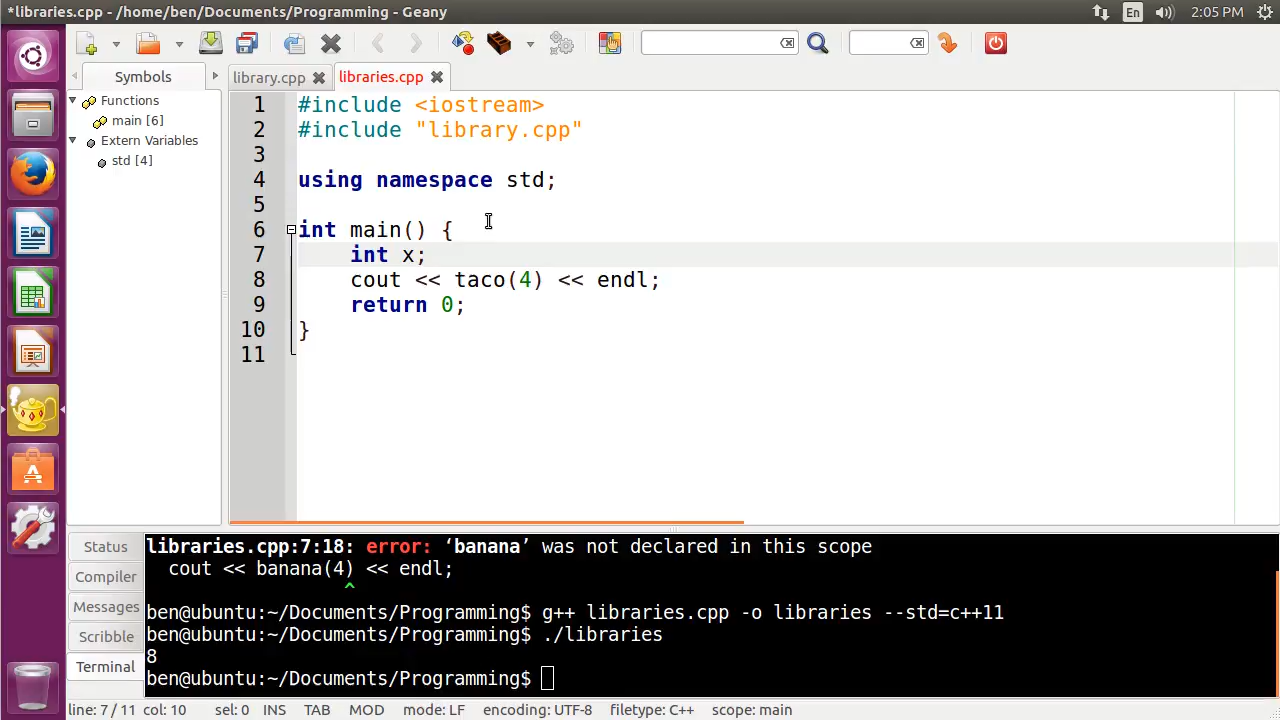 *libraries.cpp - /home/ben/Documents/Programming - Geany
En
2:05 PM
Symbols
library.cpp
libraries.cpp
Functions
main [6]
Extern Variables
std [4]
1 #include <iostream>
2 #include "library.cpp"
3
4 using namespace std;
5
6 int main() {
7 int x;
8 cout << taco(4) << endl;
9 return 0;
10 }
11
Status
Compiler
Messages
Scribble
Terminal
libraries.cpp:7:18: error: ‘banana’ was not declared in this scope
cout << banana(4) << endl;
^
ben@ubuntu:~/Documents/Programming$ g++ libraries.cpp -o libraries --std=c++11
ben@ubuntu:~/Documents/Programming$ ./libraries
8
ben@ubuntu:~/Documents/Programming$
line: 7 / 11 col: 10 sel: 0 INS TAB MOD mode: LF encoding: UTF-8 filetype: C++ scope: main